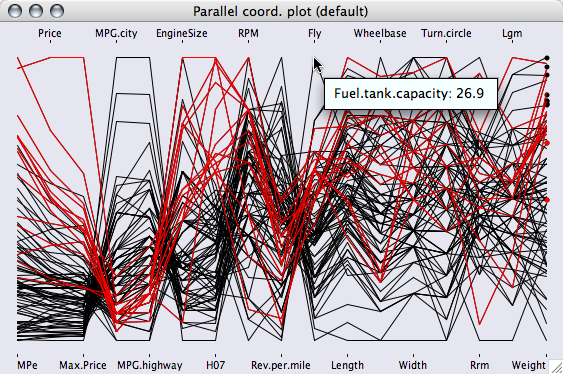 Parallel coord. plot (default)
Price MPG.city EngineSize RPM Fly Wheelbase Turn.circle Lgm
Fuel.tank.capacity: 26.9
MPe Max.Price MPG.highway H07 Rev.per.mile Length Width Rrm Weight